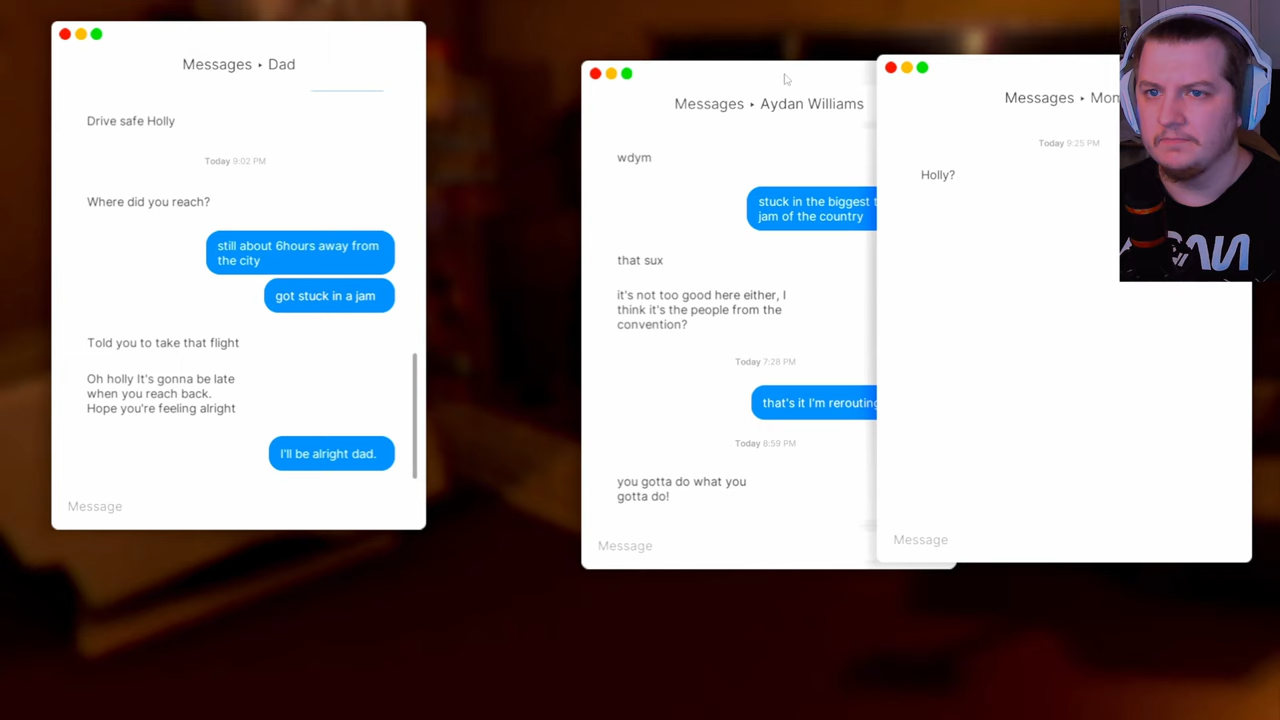 Messages ▸ Dad
Drive safe Holly
Today 9:02 PM
Where did you reach?
still about 6hours away from
the city
got stuck in a jam
Told you to take that flight
Oh holly It's gonna be late
when you reach back.
Hope you're feeling alright
I'll be alright dad.
Message
Messages ▸ Aydan Williams
wdym
stuck in the biggest t
jam of the country
that sux
it's not too good here either, I
think it's the people from the
convention?
Today 7:28 PM
that's it I'm rerouting
Today 8:59 PM
you gotta do what you
gotta do!
Message
Messages ▸ Mon
Today 9:25 PM
Holly?
Message